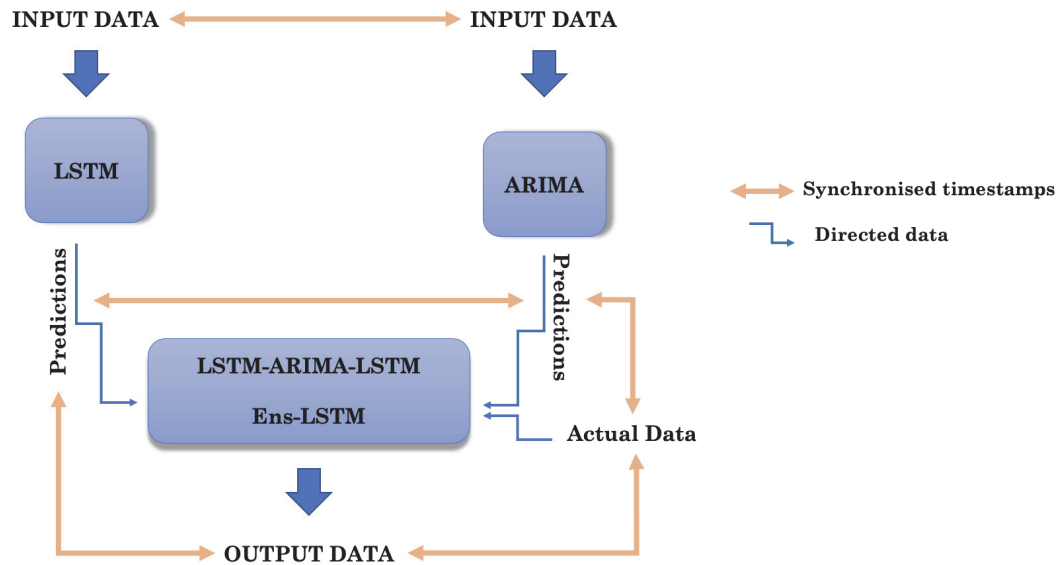 INPUT DATA
INPUT DATA
LSTM
ARIMA
Synchronised timestamps
Directed data
Predictions
Predictions
LSTM-ARIMA-LSTM
Ens-LSTM
Actual Data
OUTPUT DATA